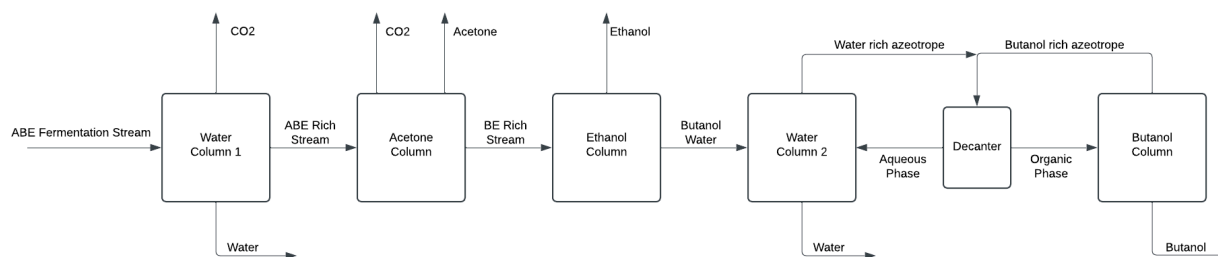 CO2
CO2
Acetone
Ethanol
Water rich azeotrope
Butanol rich azeotrope
ABE Fermentation Stream
Water
Column 1
ABE Rich
Stream
Acetone
Column
BE Rich
Stream
Ethanol
Column
Butanol
Water
Water
Column 2
Aqueous
Phase
Decanter
Organic
Phase
Butanol
Column
Water
Water
Butanol